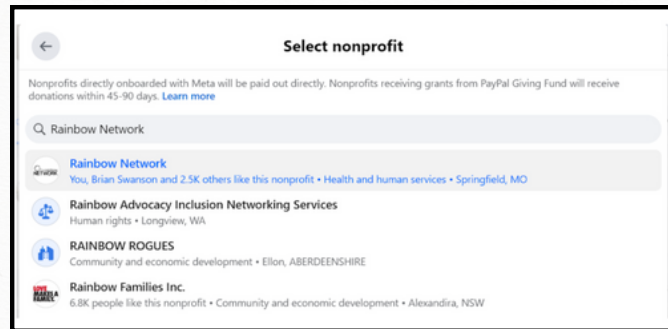 Select nonprofit
Nonprofits directly onboarded with Meta will be paid out directly. Nonprofits receiving grants from PayPal Giving Fund will receive
donations within 45-90 days. Learn more
Rainbow Network
Rainbow Network
You, Brian Swanson and 2.5K others like this nonprofit • Health and human services • Springfield, MO
Rainbow Advocacy Inclusion Networking Services
Human rights • Longview, WA
RAINBOW ROGUES
Community and economic development • Ellon, ABERDEENSHIRE
LOVE
MAKES A
FAMILY.
Rainbow Families Inc.
6.8K people like this nonprofit • Community and economic development • Alexandira, NSW